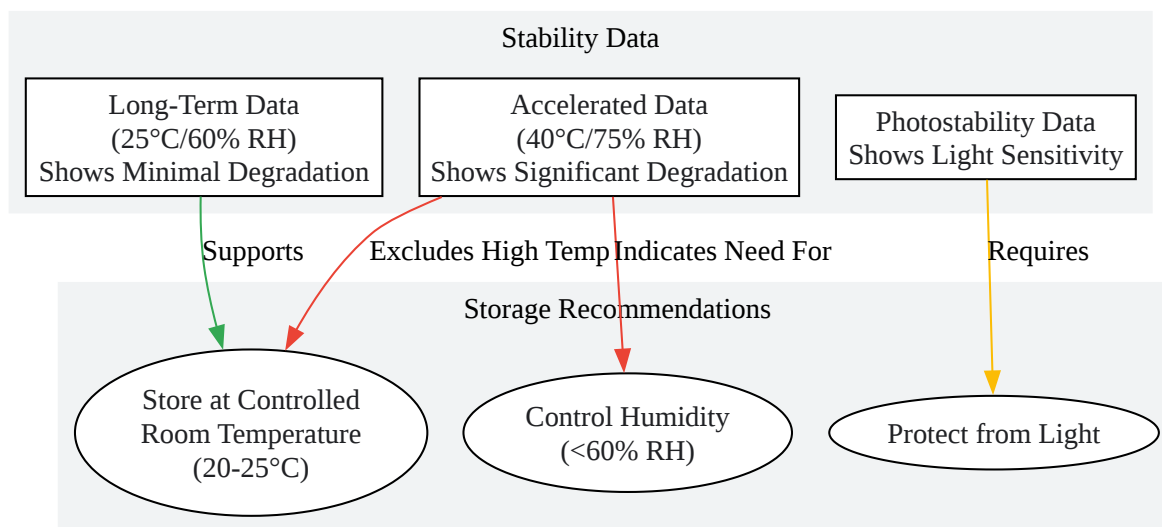 Stability Data
Long-Term Data
(25°C/60% RH)
Shows Minimal Degradation
Accelerated Data
(40°C/75% RH)
Shows Significant Degradation
Photostability Data
Shows Light Sensitivity
Supports
Excludes High Temp
Indicates Need For
Requires
Storage Recommendations
Store at Controlled
Room Temperature
(20-25°C)
Control Humidity
(<60% RH)
Protect from Light